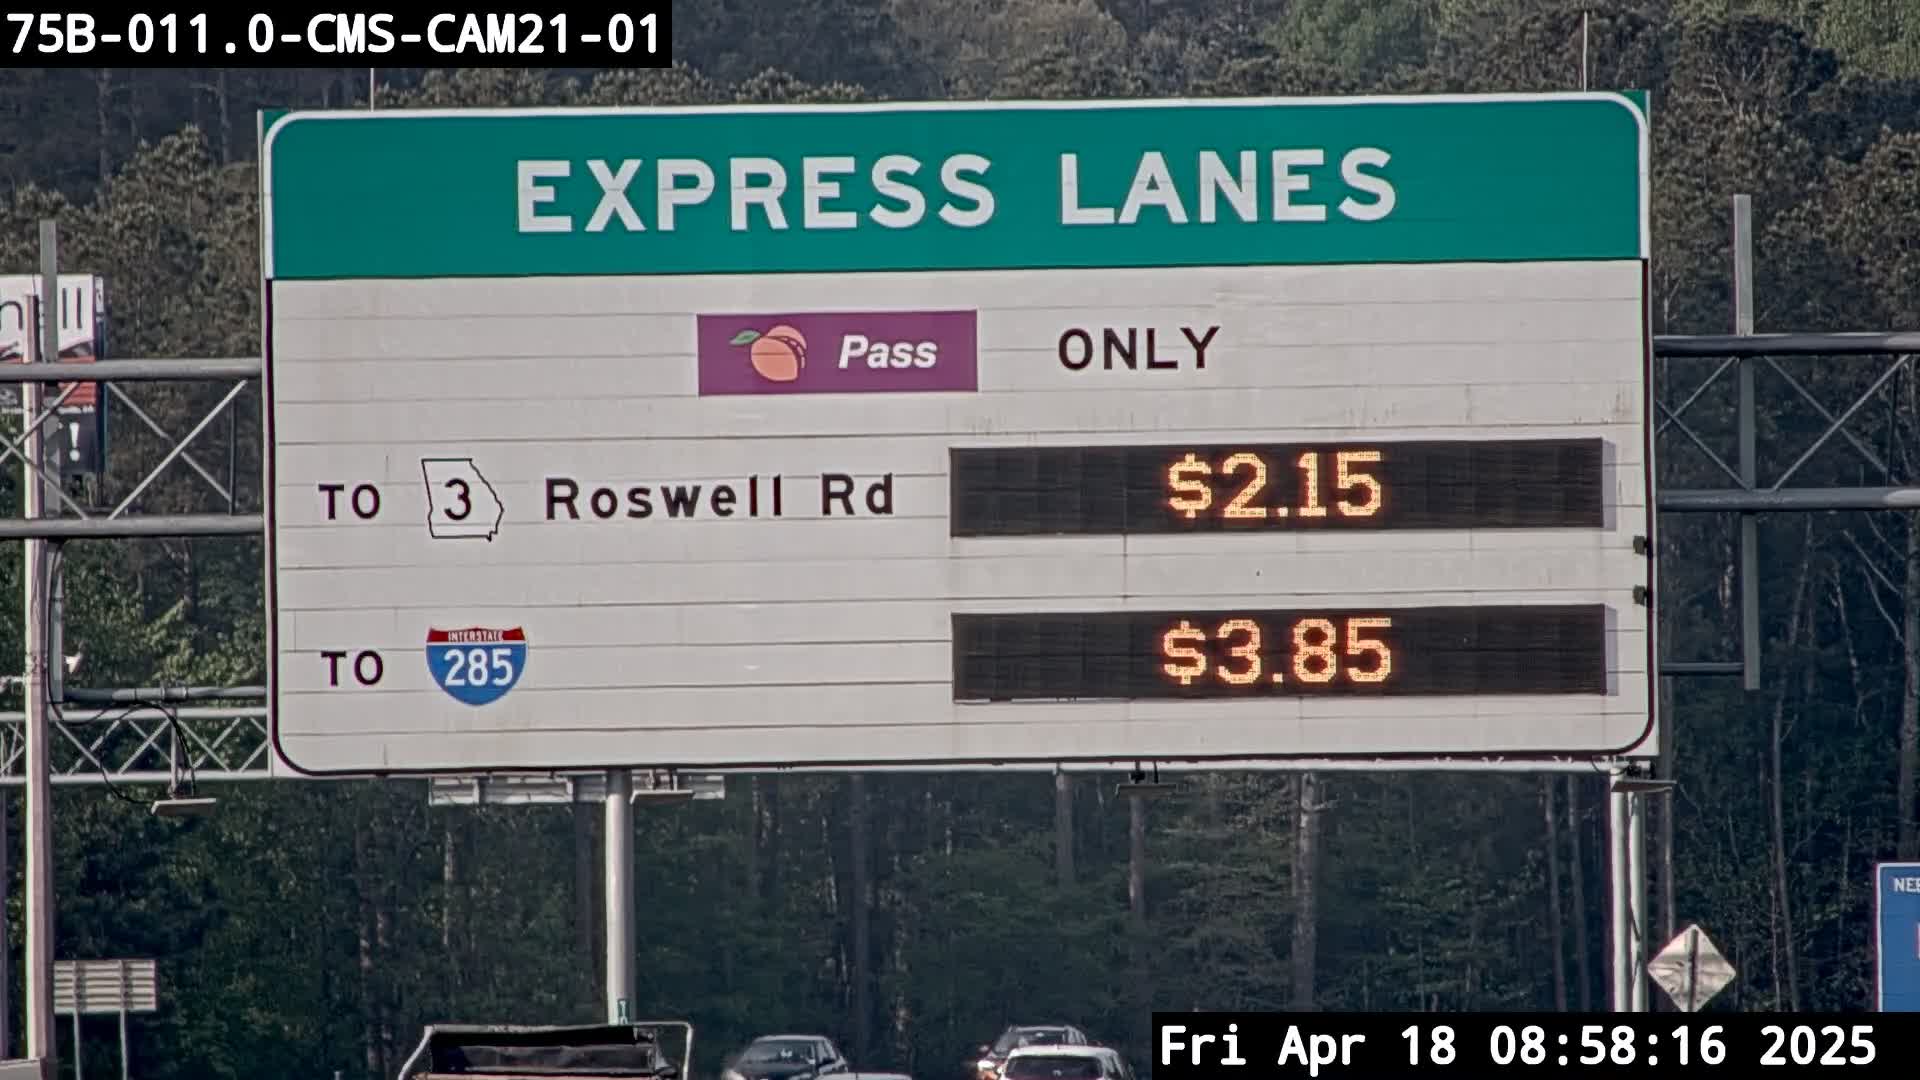 75B-011.0-CMS-CAM21-01
EXPRESS LANES
Pass ONLY
TO 3 Roswell Rd $2.15
TO INTERSTATE 285 $3.85
Fri Apr 18 08:58:16 2025